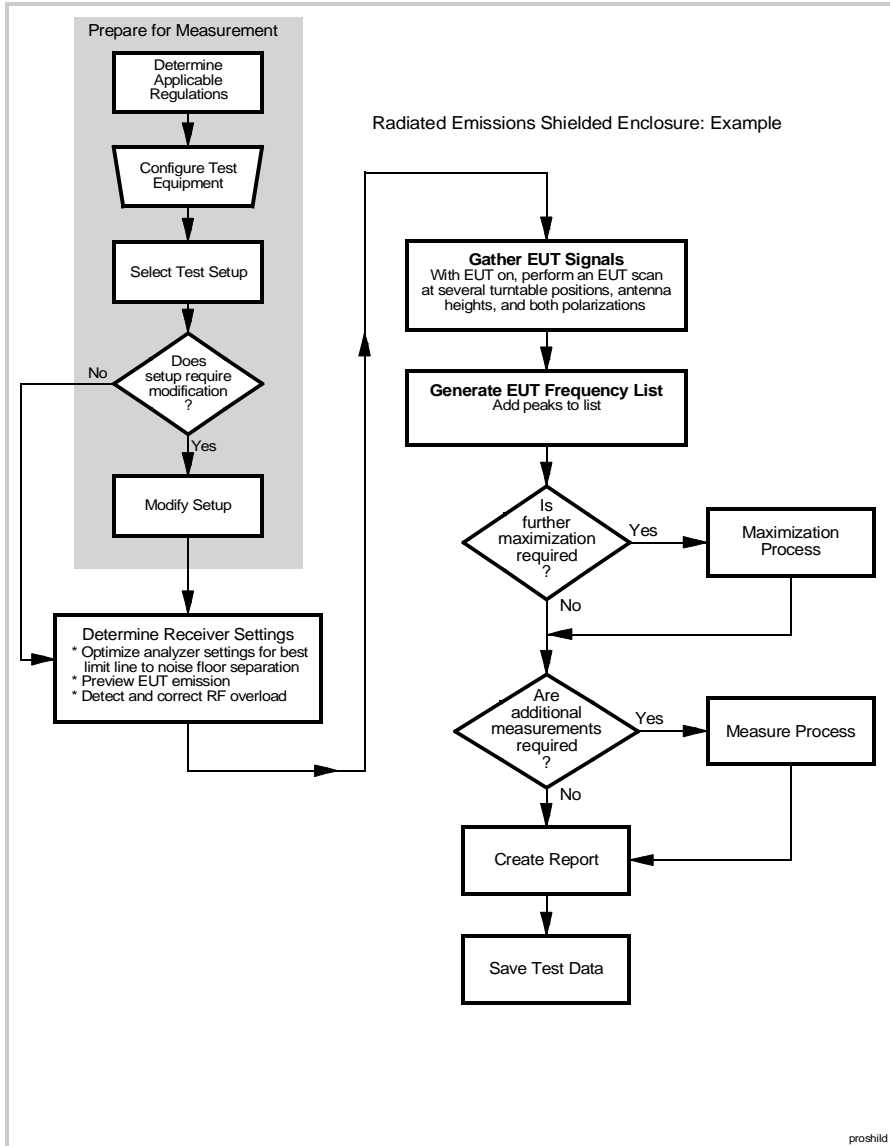 Prepare for Measurement
Determine
Applicable
Regulations
Configure Test
Equipment
Select Test Setup
Does
setup require
modification
?
No
Yes
Modify Setup
Determine Receiver Settings
* Optimize analyzer settings for best
limit line to noise floor separation
* Preview EUT emission
* Detect and correct RF overload
Radiated Emissions Shielded Enclosure: Example
Gather EUT Signals
With EUT on, perform an EUT scan
at several turntable positions, antenna
heights, and both polarizations
Generate EUT Frequency List
Add peaks to list
Is
further
maximization
required
?
Yes
Maximization
Process
No
Are
additional
measurements
required
?
Yes
Measure Process
No
Create Report
Save Test Data
proshild